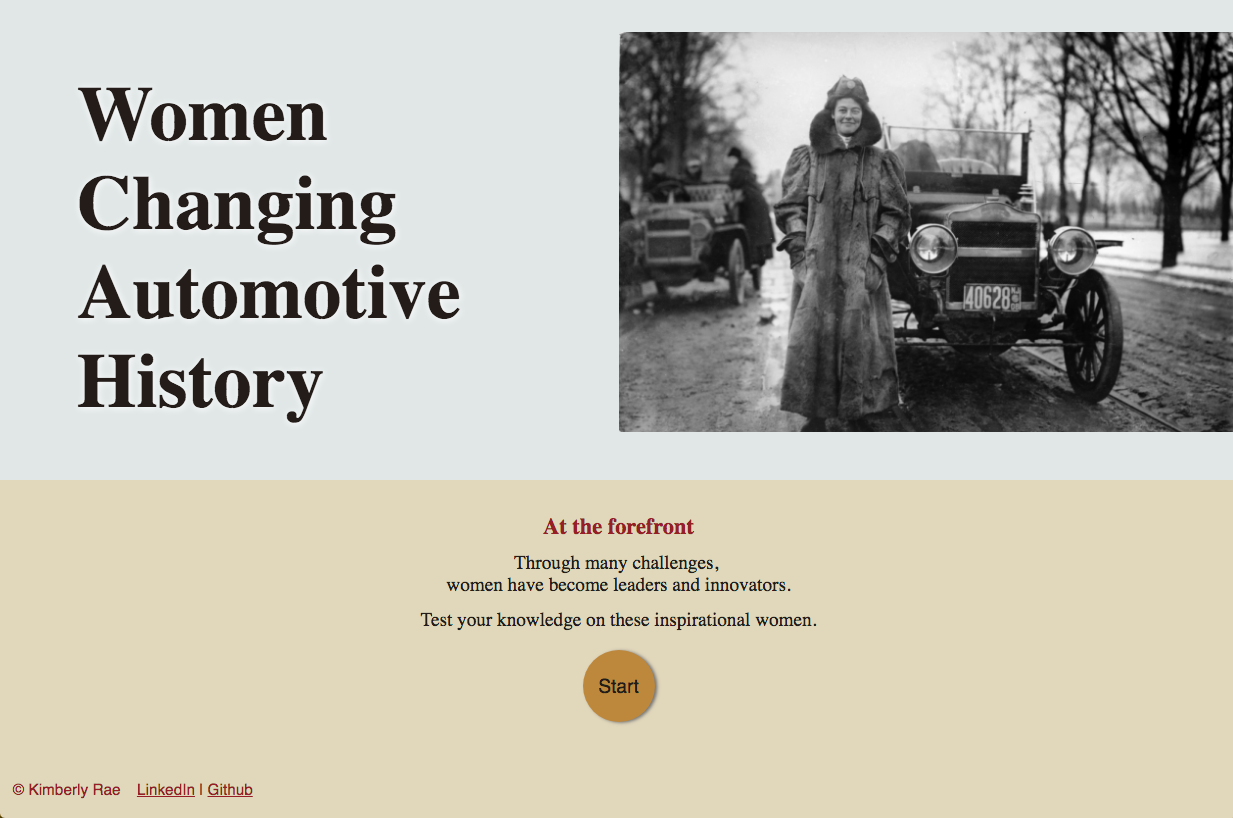 Women
Changing
Automotive
History
40628
At the forefront
Through many challenges,
women have become leaders and innovators.
Test your knowledge on these inspirational women.
Start
© Kimberly Rae LinkedIn | Github